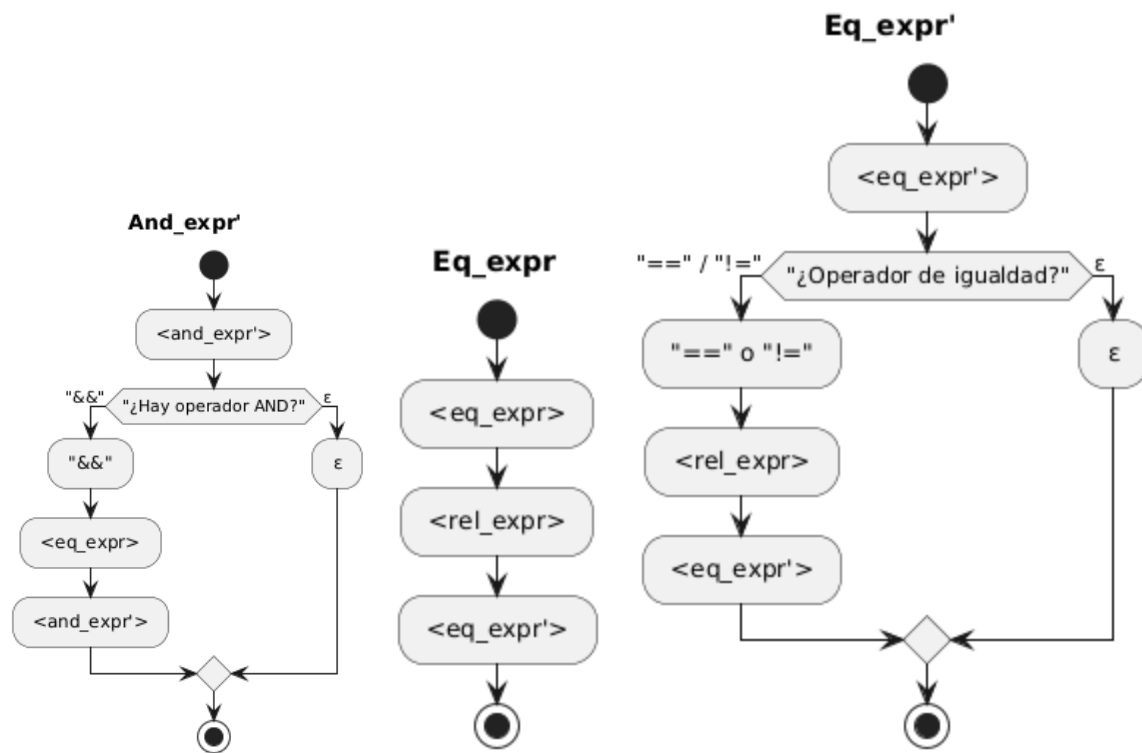 And_expr'
<and_expr'>
"&&"
"¿Hay operador AND?"
ε
"&&"
ε
<eq_expr>
<and_expr'>
Eq_expr
<eq_expr>
<rel_expr>
<eq_expr'>
Eq_expr'
<eq_expr'>
"==" / "!="
"¿Operador de igualdad?"
ε
"==" o "!="
ε
<rel_expr>
<eq_expr'>